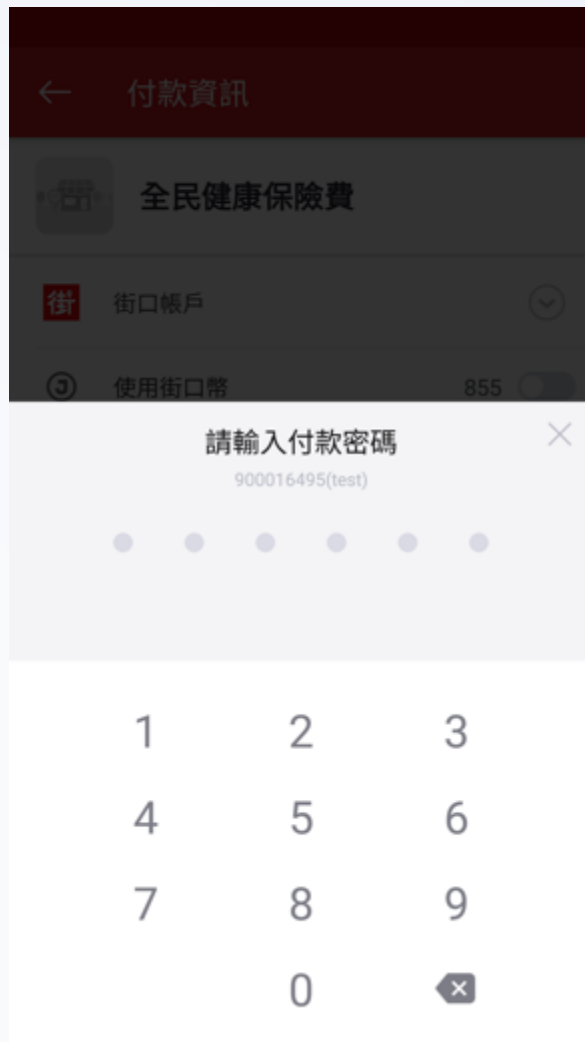 付款資訊
全民健康保險費
街 街口帳戶
J 使用街口幣 855
請輸入付款密碼
900016495(test)
1 2 3
4 5 6
7 8 9
0